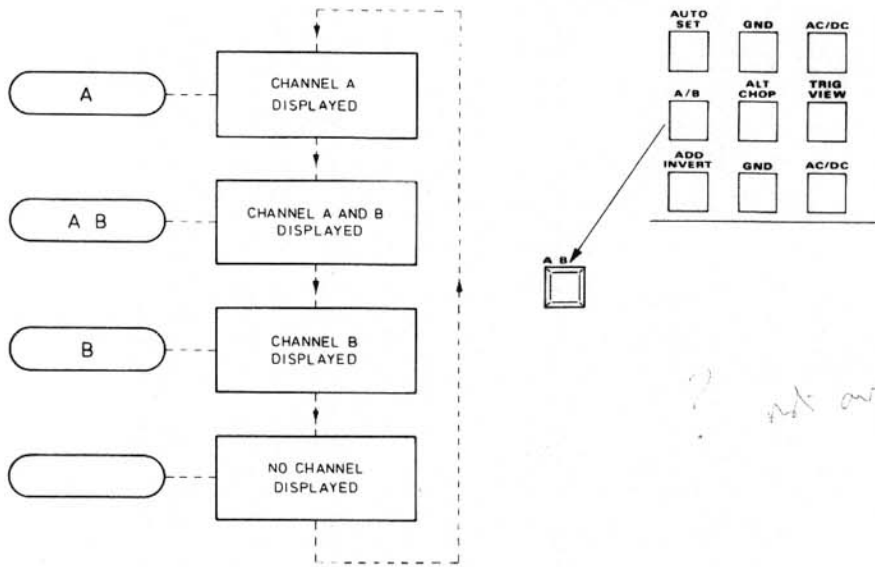 A
CHANNEL A
DISPLAYED
A B
CHANNEL A AND B
DISPLAYED
B
CHANNEL B
DISPLAYED
NO CHANNEL
DISPLAYED
AUTO
SET
GND
AC/DC
A/B
ALT
CHOP
TRIG
VIEW
ADD
INVERT
GND
AC/DC
A B
? not